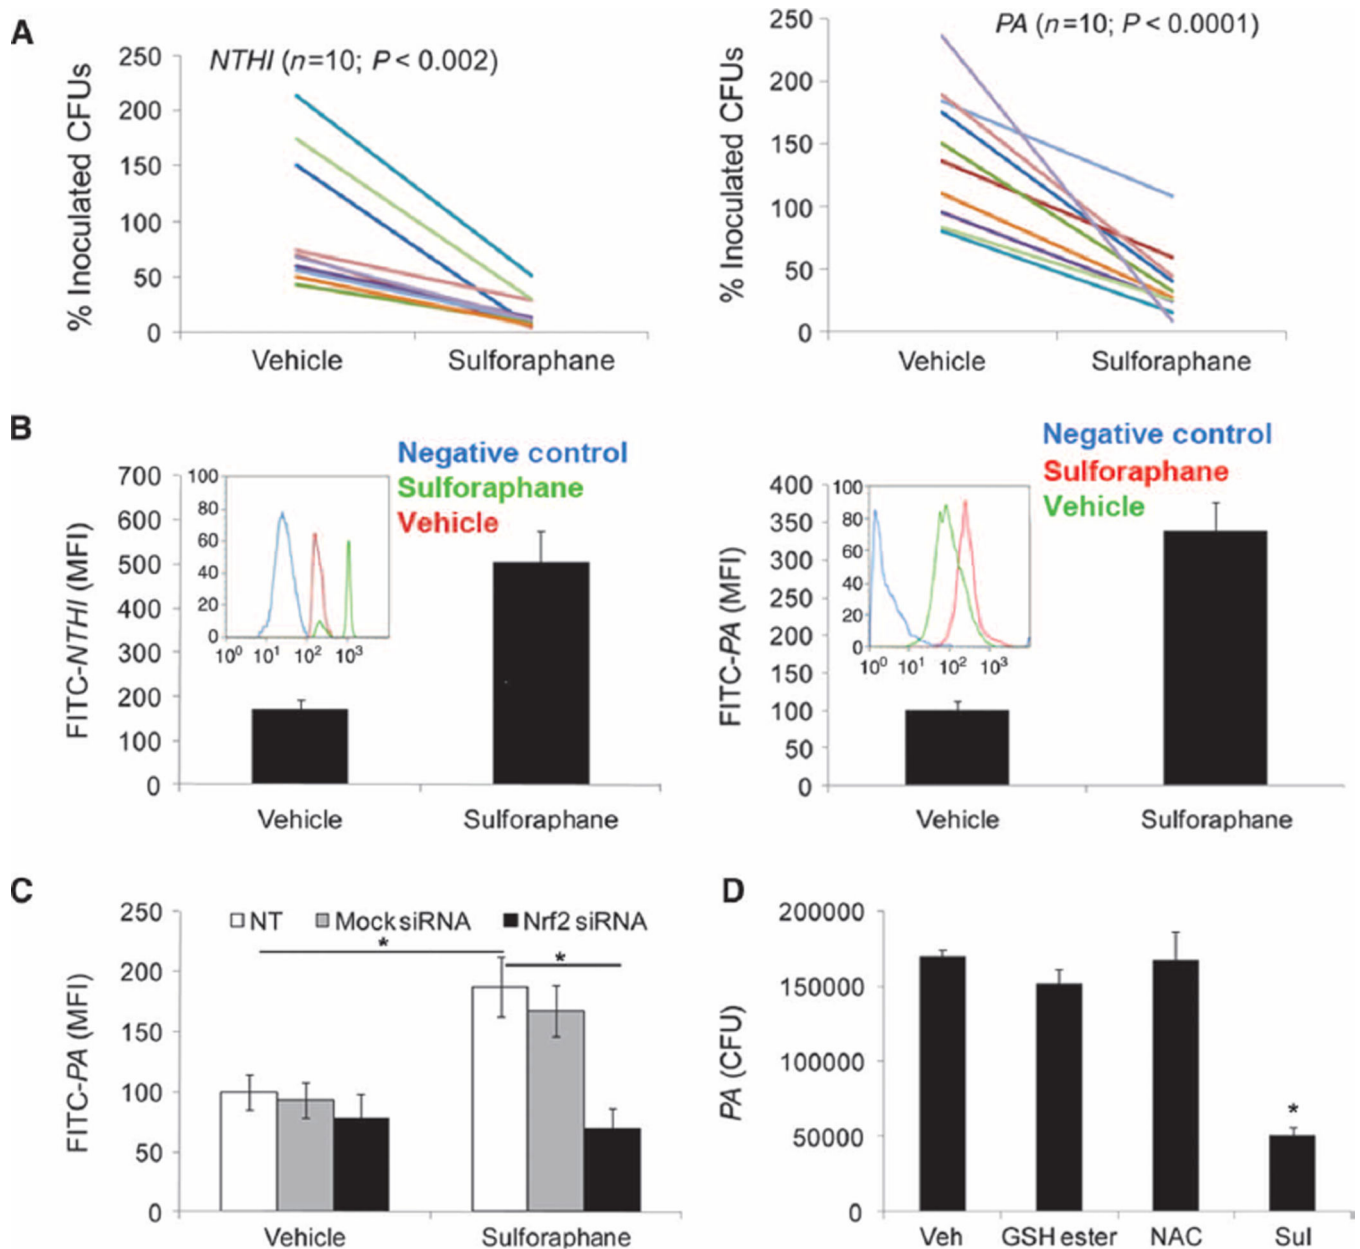 A
NTHI (n=10; P < 0.002)
% Inoculated CFUs
250
200
150
100
50
0
Vehicle
Sulforaphane
PA (n=10; P < 0.0001)
% Inoculated CFUs
250
200
150
100
50
0
Vehicle
Sulforaphane
B
Negative control
Sulforaphane
Vehicle
FITC-NTHI (MFI)
700
600
500
400
300
200
100
0
100
80
60
40
20
0
10⁰ 10¹ 10² 10³
Vehicle
Sulforaphane
Negative control
Sulforaphane
Vehicle
FITC-PA (MFI)
400
350
300
250
200
150
100
50
0
100
80
60
40
20
0
10⁰ 10¹ 10² 10³
Vehicle
Sulforaphane
C
NT Mock siRNA Nrf2 siRNA
*
*
FITC-PA (MFI)
250
200
150
100
50
0
Vehicle
Sulforaphane
D
PA (CFU)
200000
150000
100000
50000
0
*
Veh GSH ester NAC Sul